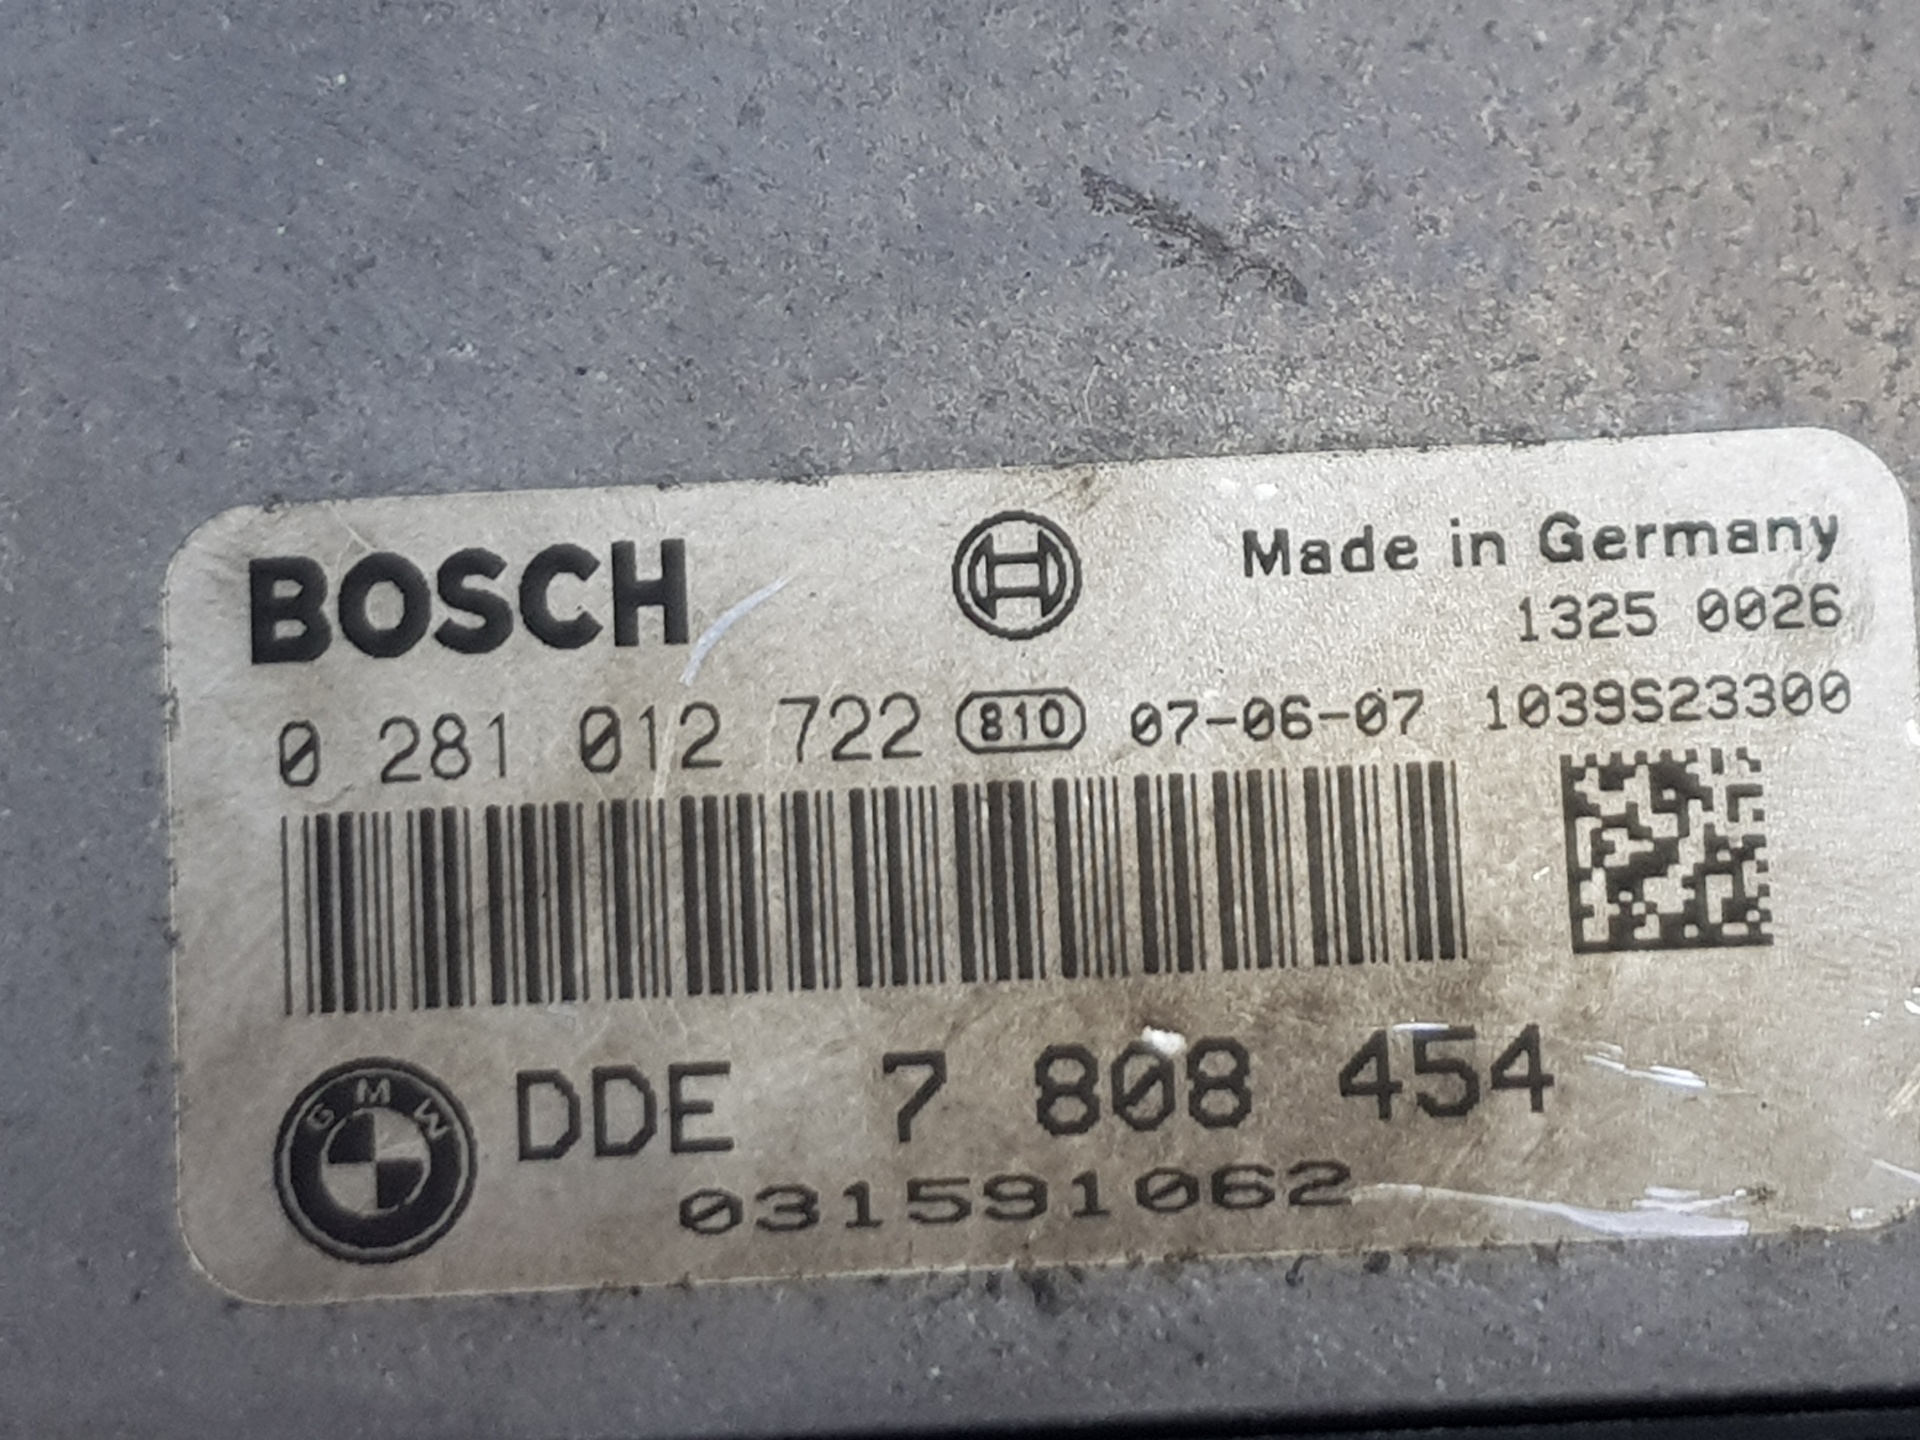 BOSCH
Made in Germany
1325 0026
0 281 012 722 810 07-06-07 1039S23300
BMW DDE 7 808 454
031591062